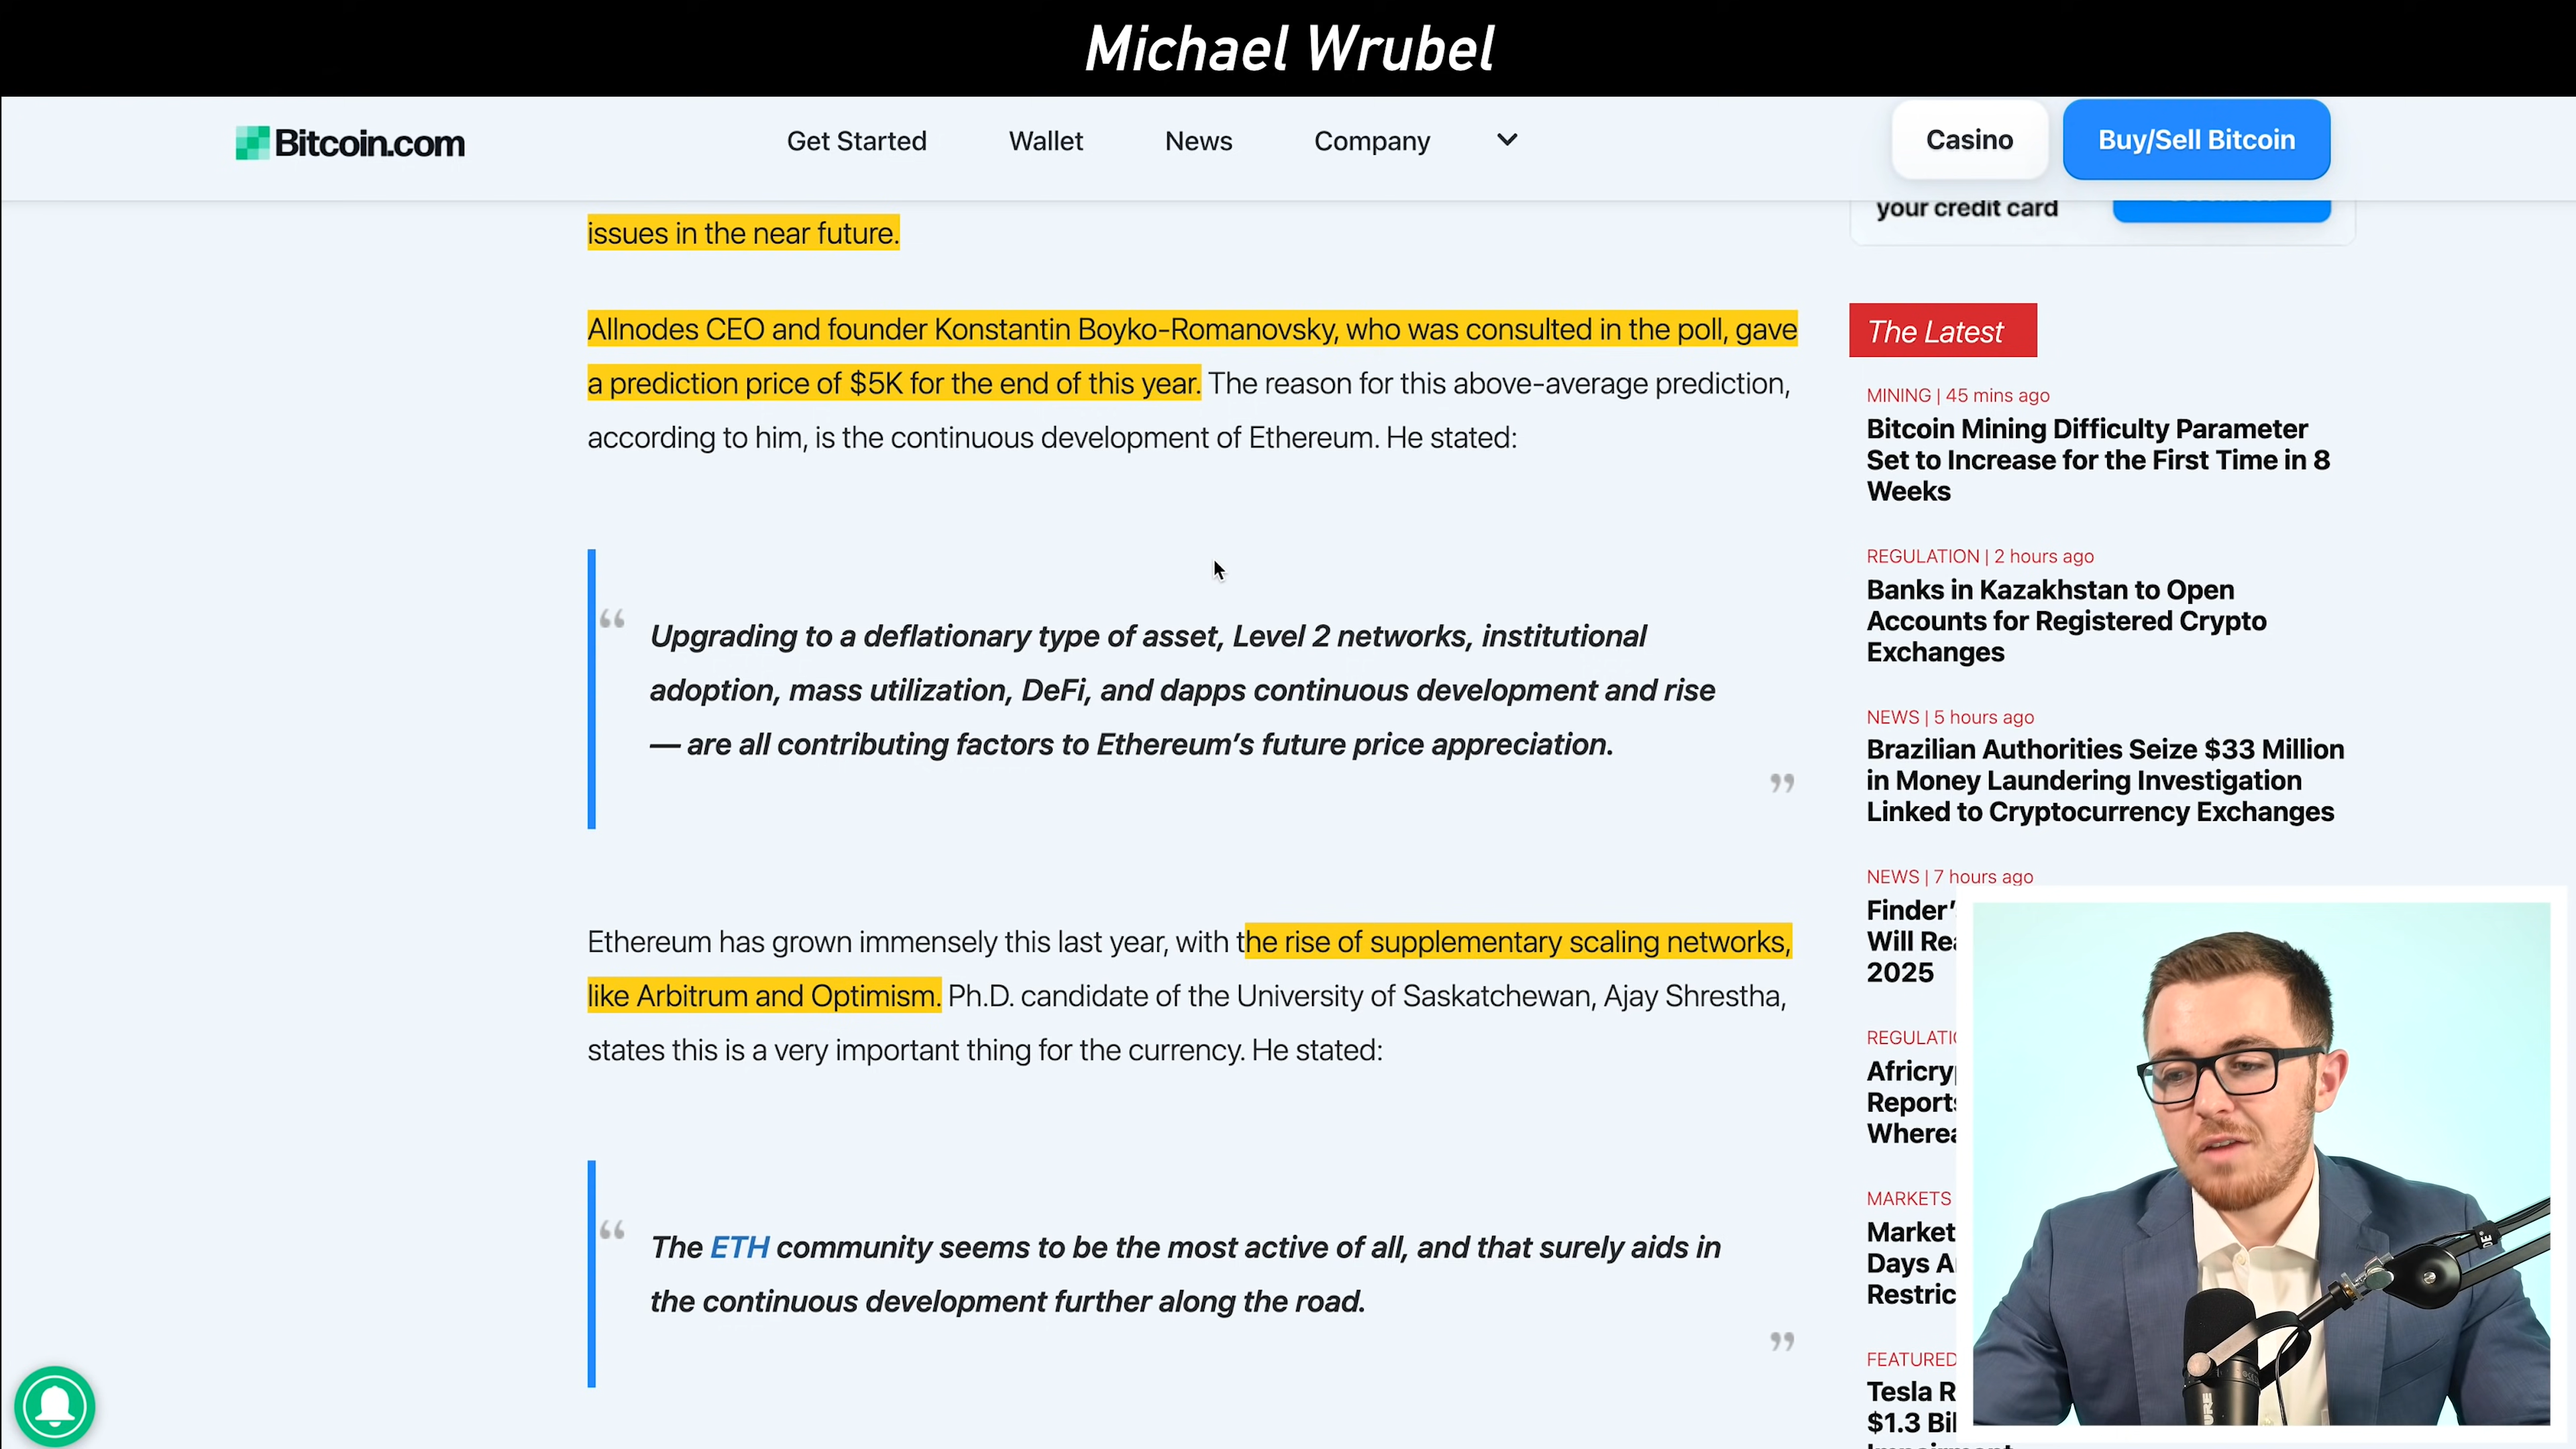 Michael Wrubel
Bitcoin.com
Get Started
Wallet
News
Company
Casino
Buy/Sell Bitcoin
issues in the near future.
Allnodes CEO and founder Konstantin Boyko-Romanovsky, who was consulted in the poll, gave
a prediction price of $5K for the end of this year. The reason for this above-average prediction,
according to him, is the continuous development of Ethereum. He stated:
“
Upgrading to a deflationary type of asset, Level 2 networks, institutional
adoption, mass utilization, DeFi, and dapps continuous development and rise
— are all contributing factors to Ethereum’s future price appreciation.
”
Ethereum has grown immensely this last year, with the rise of supplementary scaling networks,
like Arbitrum and Optimism. Ph.D. candidate of the University of Saskatchewan, Ajay Shrestha,
states this is a very important thing for the currency. He stated:
“
The ETH community seems to be the most active of all, and that surely aids in
the continuous development further along the road.
”
your credit card
The Latest
MINING | 45 mins ago
Bitcoin Mining Difficulty Parameter
Set to Increase for the First Time in 8
Weeks
REGULATION | 2 hours ago
Banks in Kazakhstan to Open
Accounts for Registered Crypto
Exchanges
NEWS | 5 hours ago
Brazilian Authorities Seize $33 Million
in Money Laundering Investigation
Linked to Cryptocurrency Exchanges
NEWS | 7 hours ago
Finder’
Will
2025
Reports
MARKETS
Market
Days
FEATURED
Tesla
$1.3